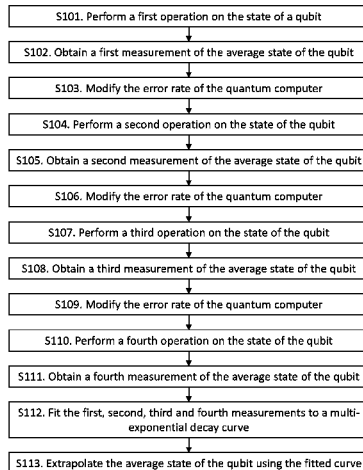 S101. Perform a first operation on the state of a qubit
S102. Obtain a first measurement of the average state of the qubit
S103. Modify the error rate of the quantum computer
S104. Perform a second operation on the state of the qubit
S105. Obtain a second measurement of the average state of the qubit
S106. Modify the error rate of the quantum computer
S107. Perform a third operation on the state of the qubit
S108. Obtain a third measurement of the average state of the qubit
S109. Modify the error rate of the quantum computer
S110. Perform a fourth operation on the state of the qubit
S111. Obtain a fourth measurement of the average state of the qubit
S112. Fit the first, second, third and fourth measurements to a multi-
exponential decay curve
S113. Extrapolate the average state of the qubit using the fitted curve